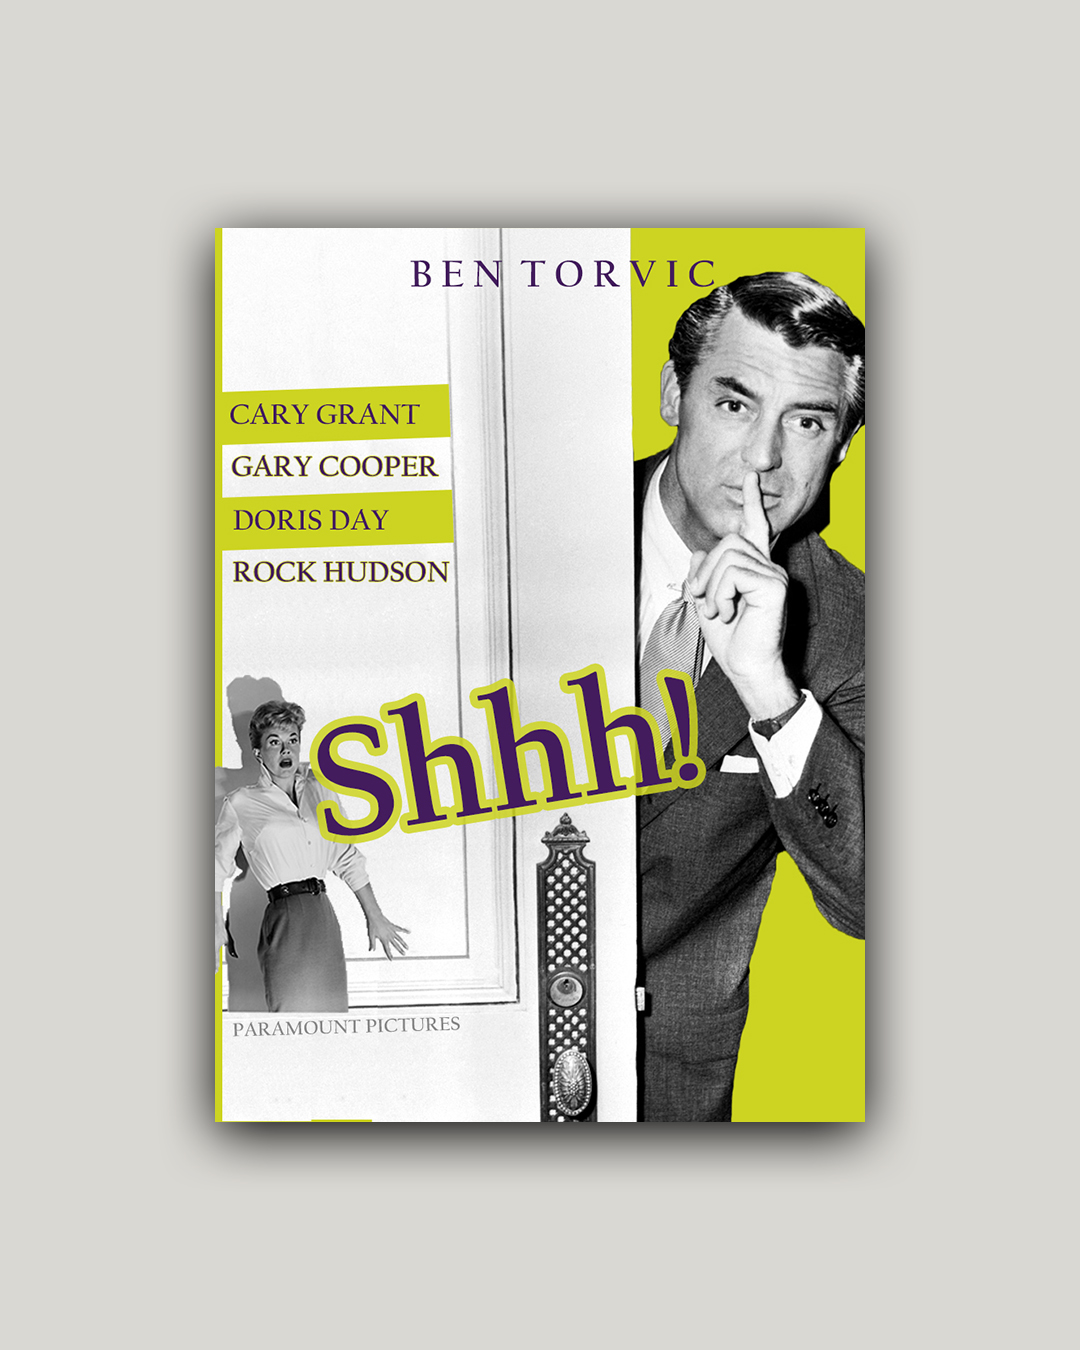 BEN TORVIC
CARY GRANT
GARY COOPER
DORIS DAY
ROCK HUDSON
Shhh!
PARAMOUNT PICTURES